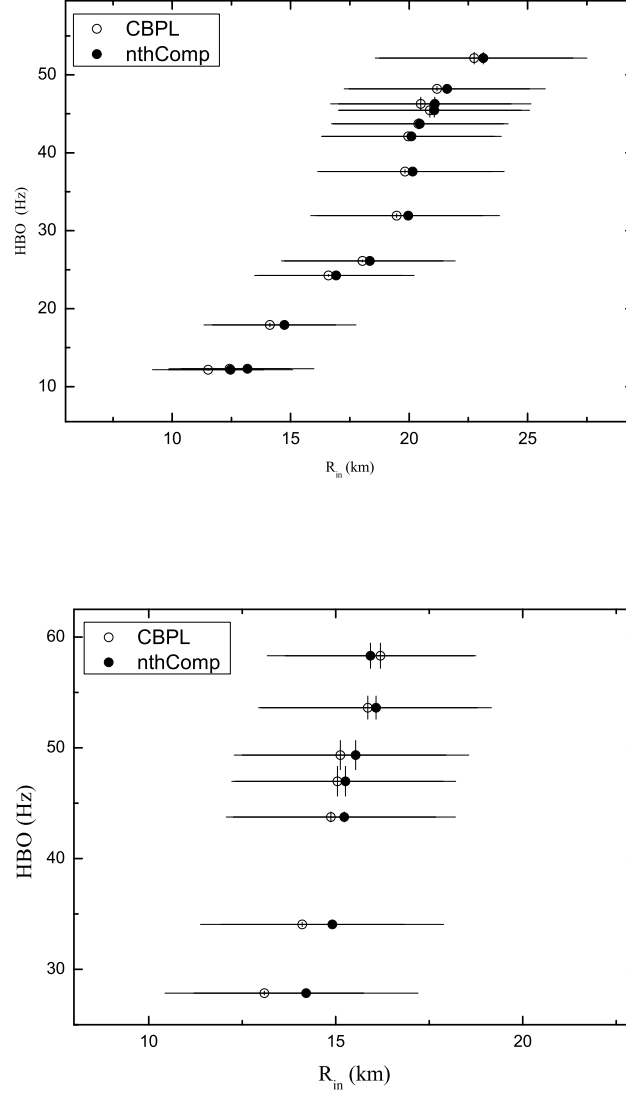 CBPL
nthComp
50
40
30
20
10
HBO (Hz)
10 15 20 25
R_in (km)
CBPL
nthComp
60
50
40
30
HBO (Hz)
10 15 20
R_in (km)